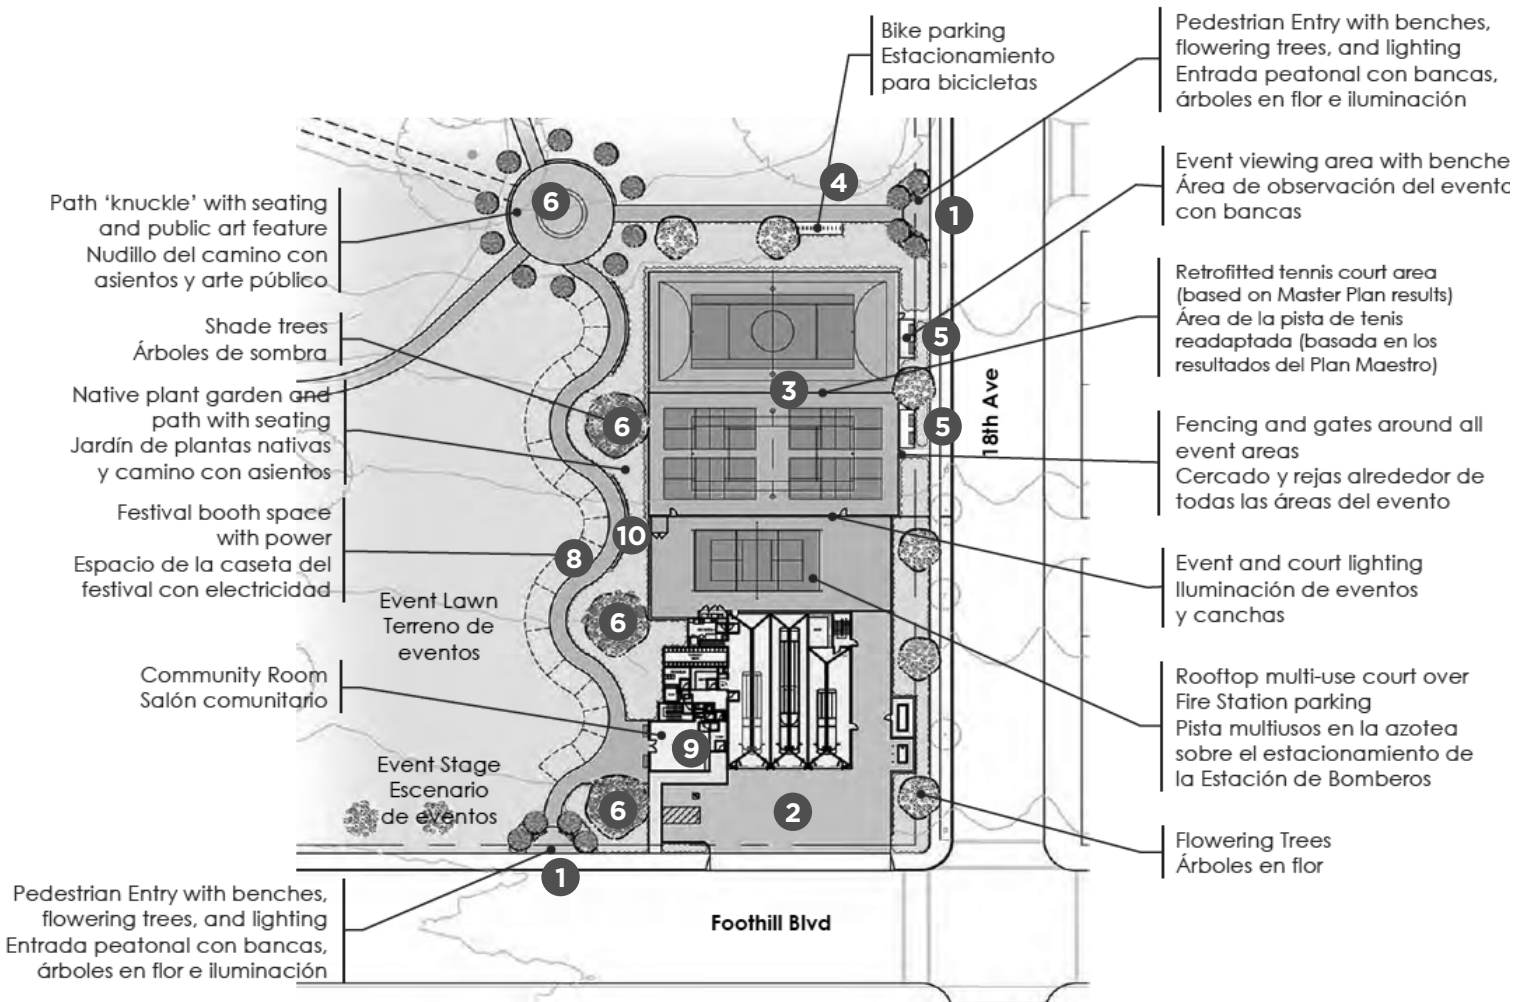 Bike parking
Estacionamiento
para bicicletas
Pedestrian Entry with benches,
flowering trees, and lighting
Entrada peatonal con bancas,
árboles en flor e iluminación
Event viewing area with benche
Área de observación del evento
con bancas
Retrofitted tennis court area
(based on Master Plan results)
Área de la pista de tenis
readaptada (basada en los
resultados del Plan Maestro)
Fencing and gates around all
event areas
Cercado y rejas alrededor de
todas las áreas del evento
Event and court lighting
Iluminación de eventos
y canchas
Rooftop multi-use court over
Fire Station parking
Pista multiusos en la azotea
sobre el estacionamiento de
la Estación de Bomberos
Flowering Trees
Árboles en flor
Path ‘knuckle’ with seating
and public art feature
Nudillo del camino con
asientos y arte público
Shade trees
Árboles de sombra
Native plant garden and
path with seating
Jardín de plantas nativas
y camino con asientos
Festival booth space
with power
Espacio de la caseta del
festival con electricidad
Community Room
Salón comunitario
Pedestrian Entry with benches,
flowering trees, and lighting
Entrada peatonal con bancas,
árboles en flor e iluminación
Event Lawn
Terreno de
eventos
Event Stage
Escenario
de eventos
18th Ave
Foothill Blvd
4
6
1
5
3
5
6
10
8
6
9
6
2
1